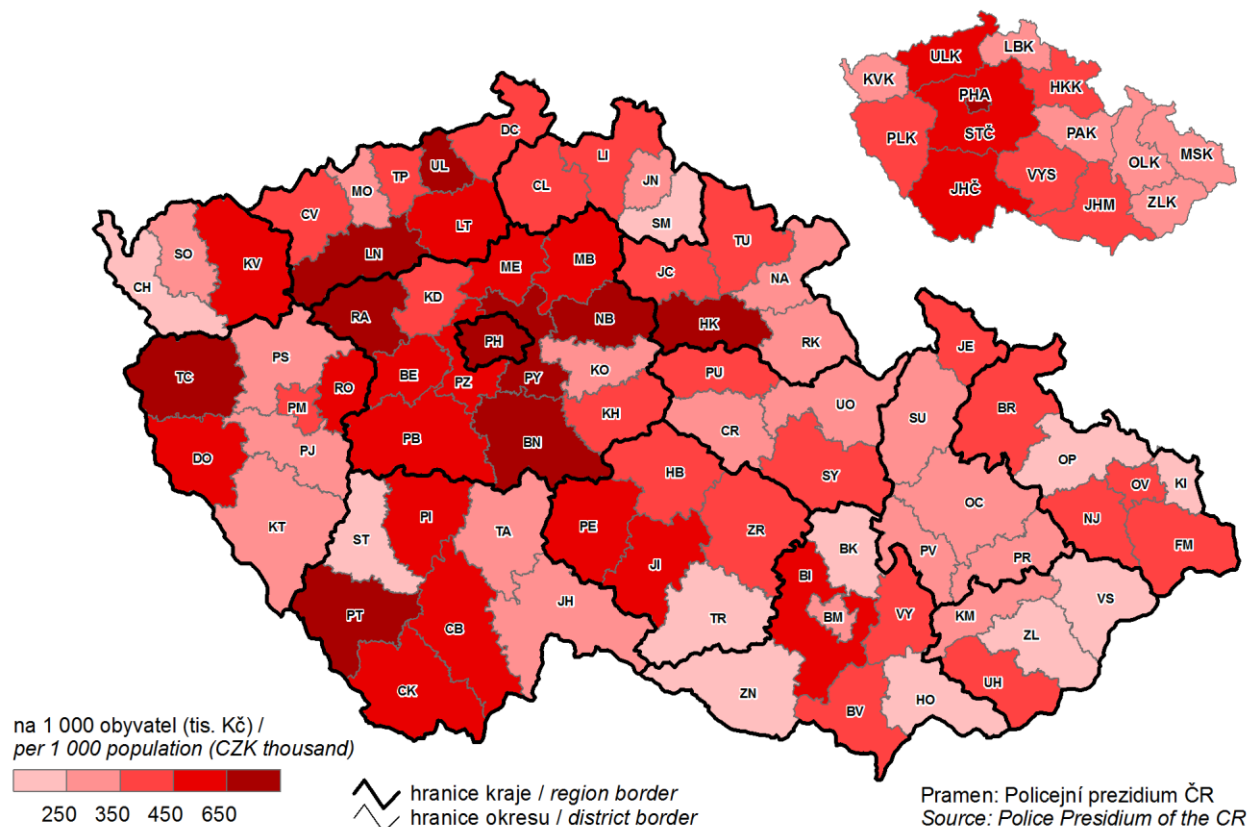 ULK
LBK
KVK
HKK
PHA
STČ
PAK
PLK
OLK
MSK
JHČ
VYS
JHM
ZLK
DC
UL
LI
TP
JN
MO
CL
CV
LT
SM
TU
SO
KV
LN
ME
MB
JC
NA
CH
KD
RA
NB
HK
PH
RK
JE
PS
TC
BE
PZ
PY
KO
PU
RO
PM
KH
UO
SU
BR
PB
BN
CR
DO
PJ
OP
HB
SY
OV
KI
OC
NJ
KT
ST
PI
TA
PE
ZR
FM
BK
PV
PR
JI
BI
VS
PT
JH
TR
BM
VY
KM
ZL
CB
CK
ZN
BV
HO
UH
na 1 000 obyvatel (tis. Kč) /
per 1 000 population (CZK thousand)
250 350 450 650
hranice kraje / region border
hranice okresu / district border
Pramen: Policejní prezidium ČR
Source: Police Presidium of the CR